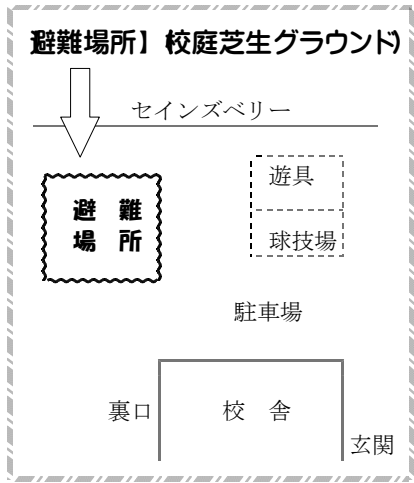 避難場所】（校庭芝生グラウンド）
セインズベリー
避 難
場 所
遊具
球技場
駐車場
裏口
校 舎
玄関